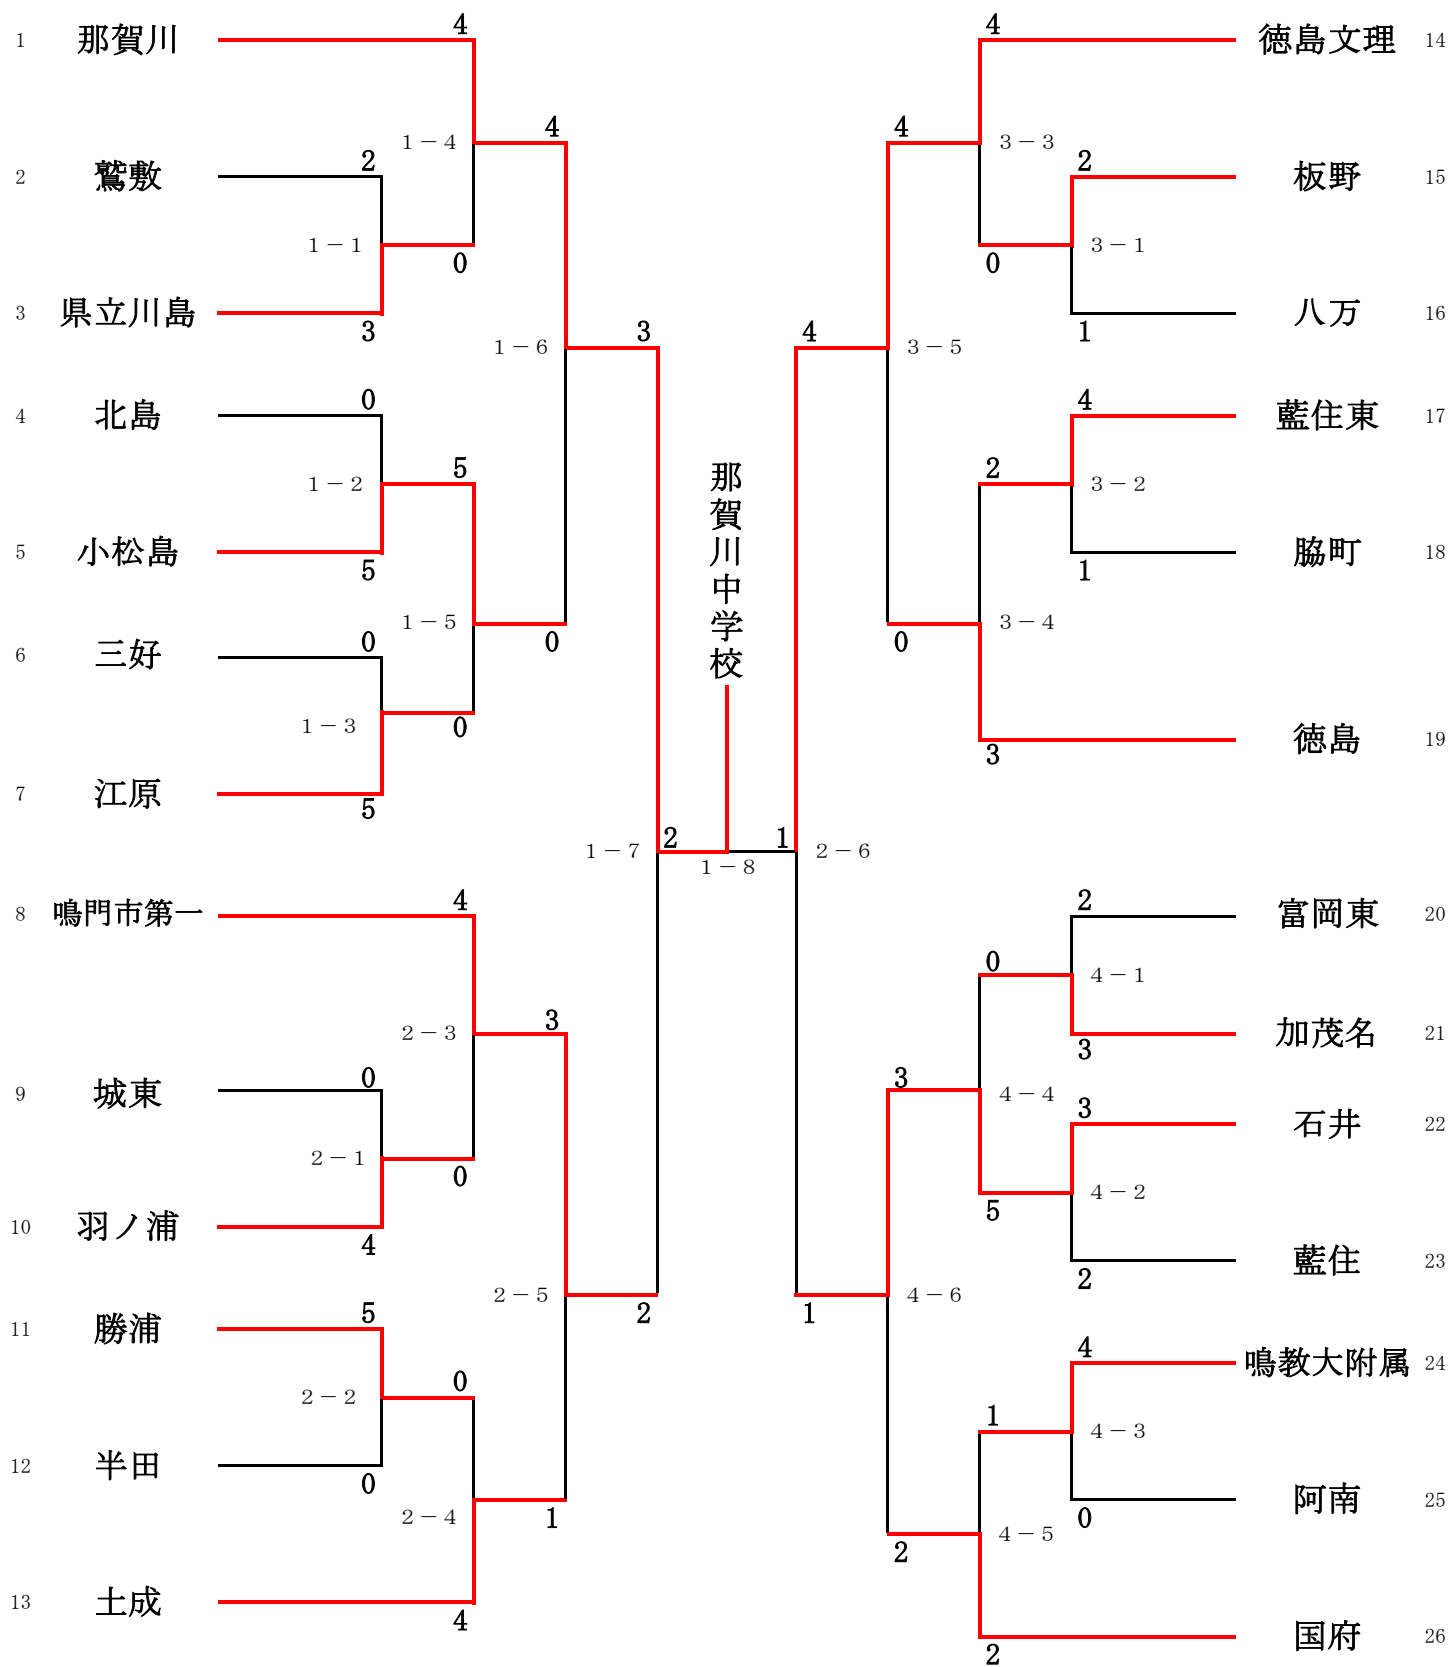 1 那賀川 4
1－4 4
2 鷲敷 2
1－1
0
3 県立川島 3
1－6 3
4 北島 0
1－2 5
5 小松島 5
1－5 0
6 三好 0
1－3 0
7 江原 5
1－7 2
8 鳴門市第一 4
2－3 3
9 城東 0
2－1 0
10 羽ノ浦 4
2－5 2
11 勝浦 5
2－2 0
12 半田 0
2－4 1
13 土成 4
那賀川中学校
1－8
4 徳島文理 14
4 3－3
2 板野 15
0 3－1
1 八万 16
4 3－5
4 藍住東 17
2 3－2
1 脇町 18
0 3－4
3 徳島 19
1 2－6
2 富岡東 20
0 4－1
3 加茂名 21
3 4－4
3 石井 22
5 4－2
2 藍住 23
1 4－6
4 鳴教大附属 24
1 4－3
0 阿南 25
2 4－5
2 国府 26